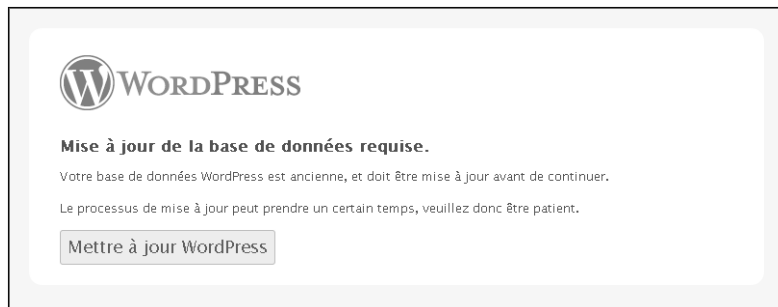 WORDPRESS
Mise à jour de la base de données requise.
Votre base de données WordPress est ancienne, et doit être mise à jour avant de continuer.
Le processus de mise à jour peut prendre un certain temps, veuillez donc être patient.
Mettre à jour WordPress